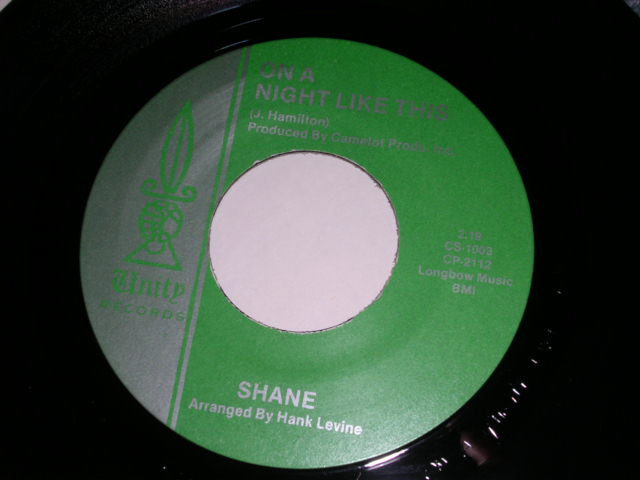 ON A
NIGHT LIKE THIS
(J. Hamilton)
Produced By Camelot Prods. Inc.
2:19
CS-1003
CP-2112
Longbow Music
BMI
Unity
RECORDS
SHANE
Arranged By Hank Levine